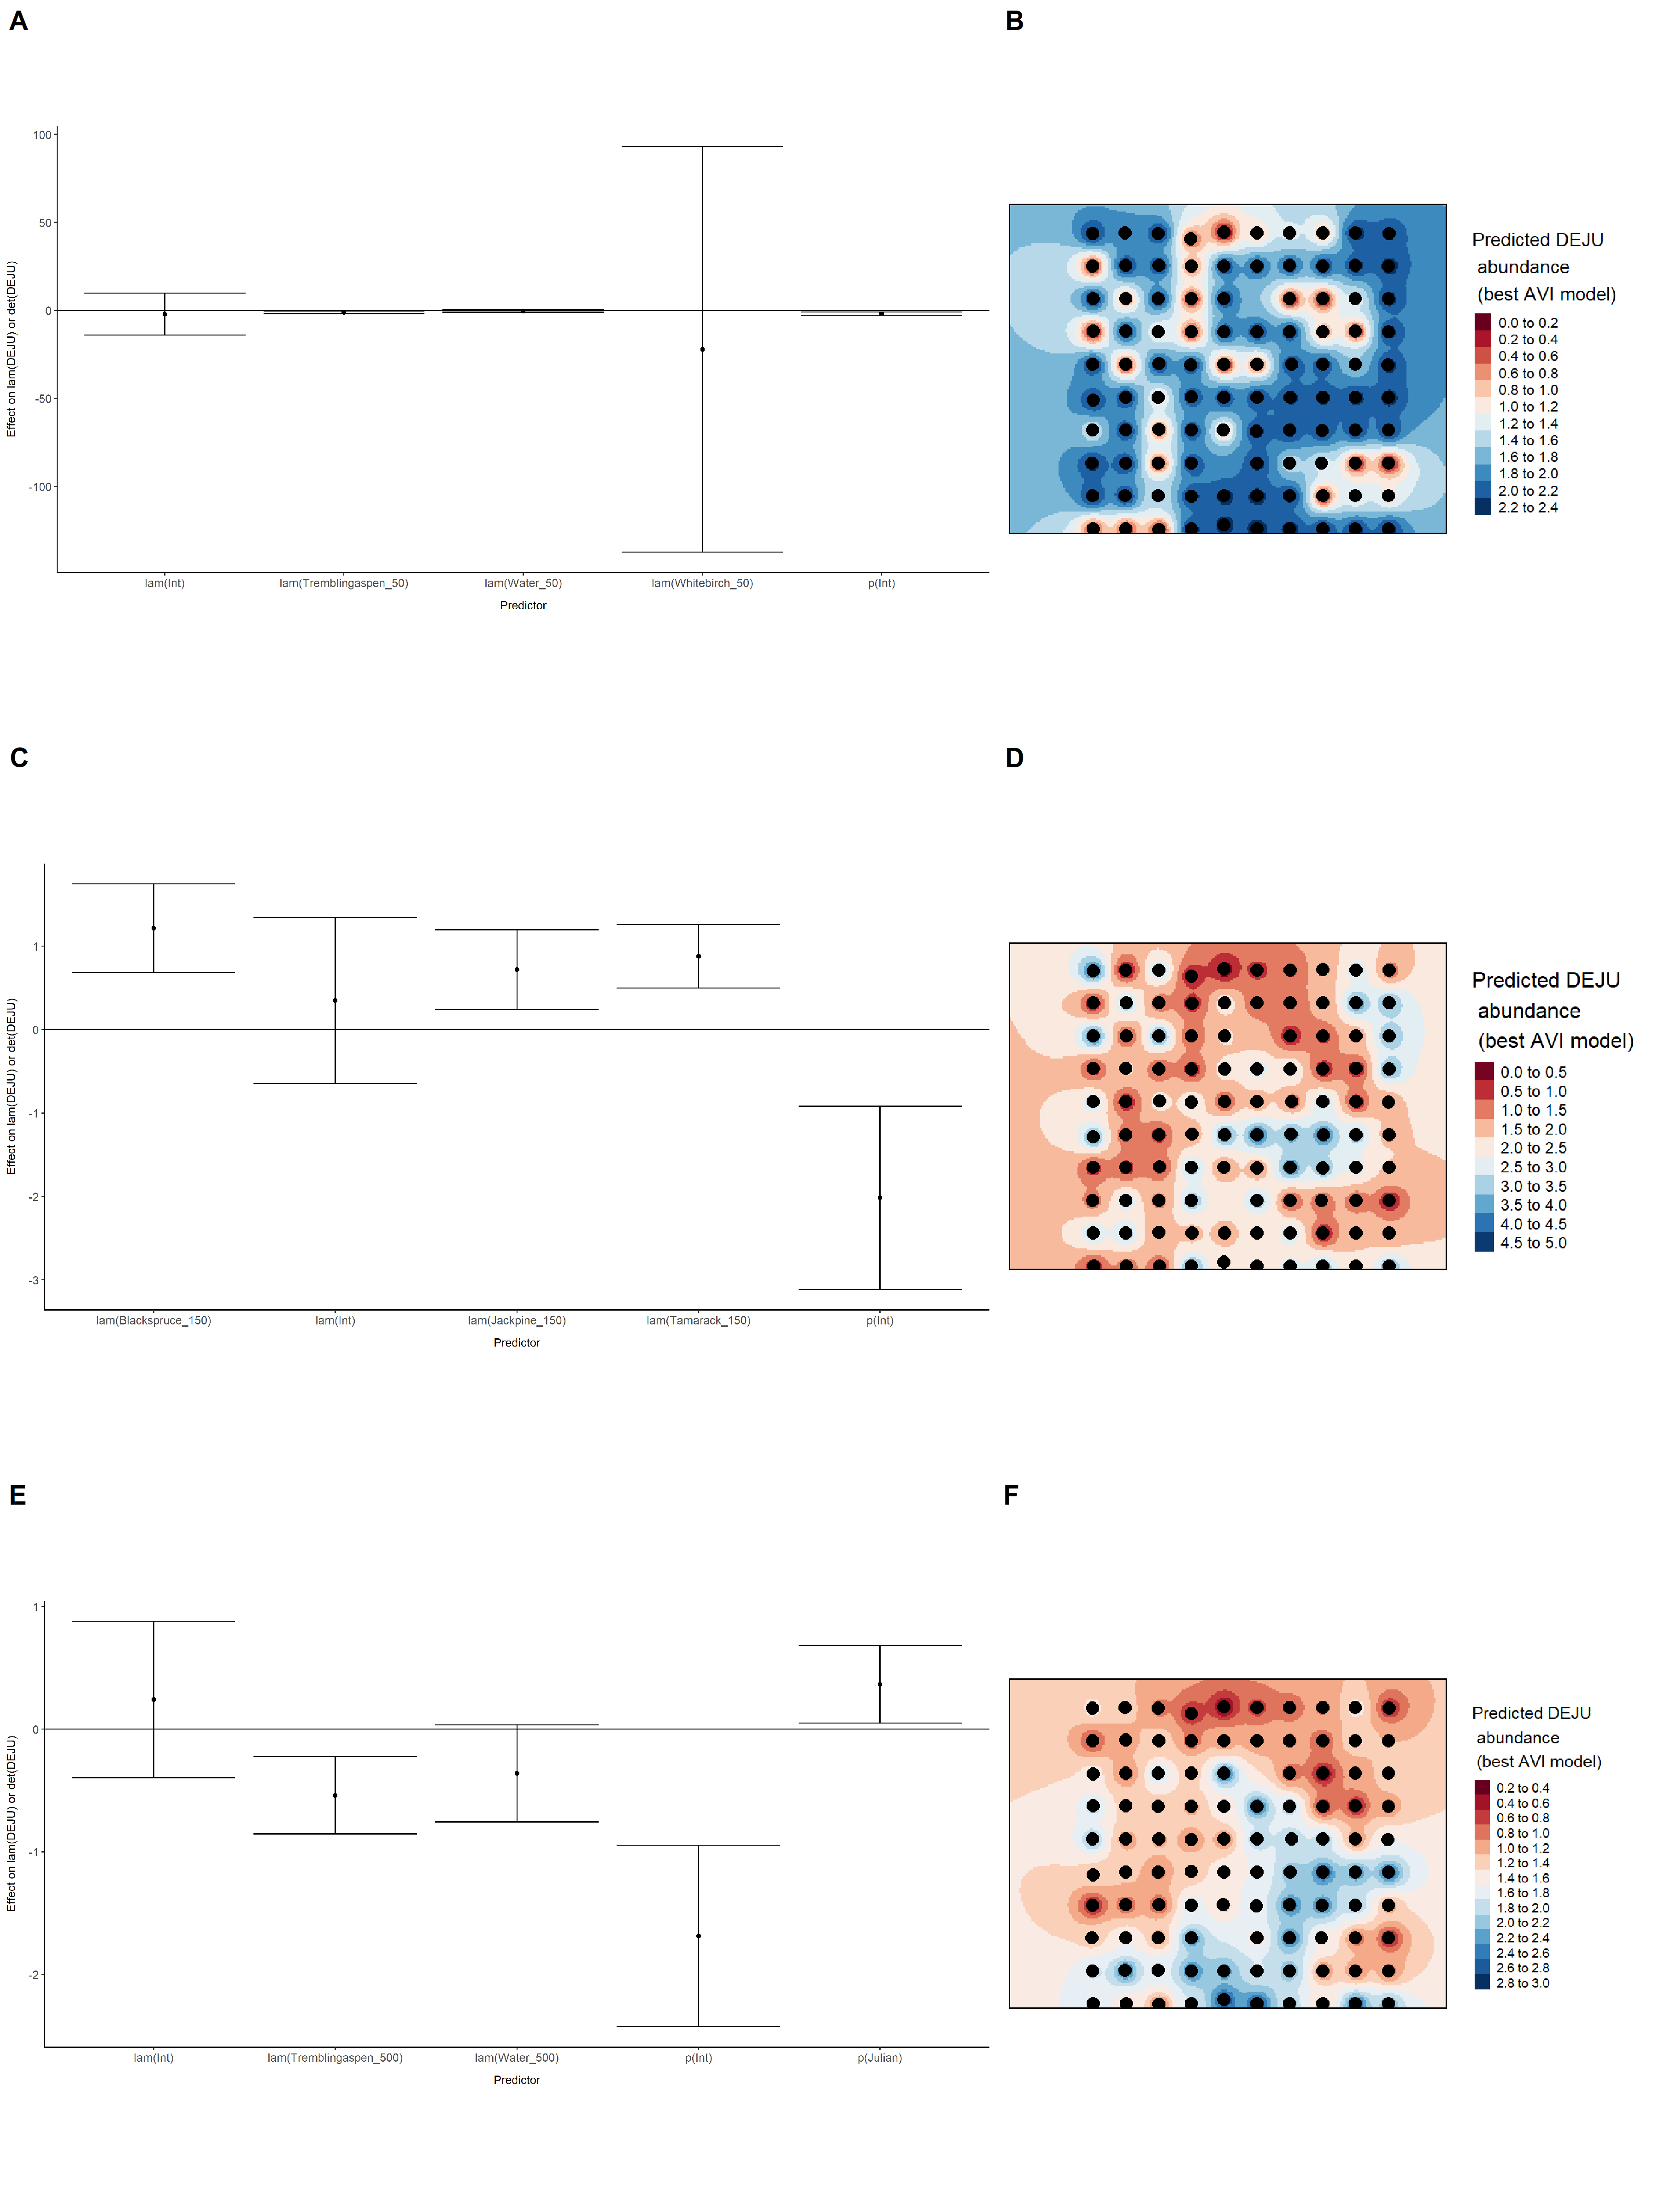 A
B
100
50
0
-50
-100
Effect on lam(DEJU) or det(DEJU)
lam(Int)
lam(Tremblingaspen_50)
lam(Water_50)
lam(Whitebirch_50)
p(Int)
Predictor
Predicted DEJU
abundance
(best AVI model)
0.0 to 0.2
0.2 to 0.4
0.4 to 0.6
0.6 to 0.8
0.8 to 1.0
1.0 to 1.2
1.2 to 1.4
1.4 to 1.6
1.6 to 1.8
1.8 to 2.0
2.0 to 2.2
2.2 to 2.4
C
D
1
0
-1
-2
-3
Effect on lam(DEJU) or det(DEJU)
lam(Blackspruce_150)
lam(Int)
lam(Jackpine_150)
lam(Tamarack_150)
p(Int)
Predictor
Predicted DEJU
abundance
(best AVI model)
0.0 to 0.5
0.5 to 1.0
1.0 to 1.5
1.5 to 2.0
2.0 to 2.5
2.5 to 3.0
3.0 to 3.5
3.5 to 4.0
4.0 to 4.5
4.5 to 5.0
E
F
1
0
-1
-2
Effect on lam(DEJU) or det(DEJU)
lam(Int)
lam(Tremblingaspen_500)
lam(Water_500)
p(Int)
p(Julian)
Predictor
Predicted DEJU
abundance
(best AVI model)
0.2 to 0.4
0.4 to 0.6
0.6 to 0.8
0.8 to 1.0
1.0 to 1.2
1.2 to 1.4
1.4 to 1.6
1.6 to 1.8
1.8 to 2.0
2.0 to 2.2
2.2 to 2.4
2.4 to 2.6
2.6 to 2.8
2.8 to 3.0